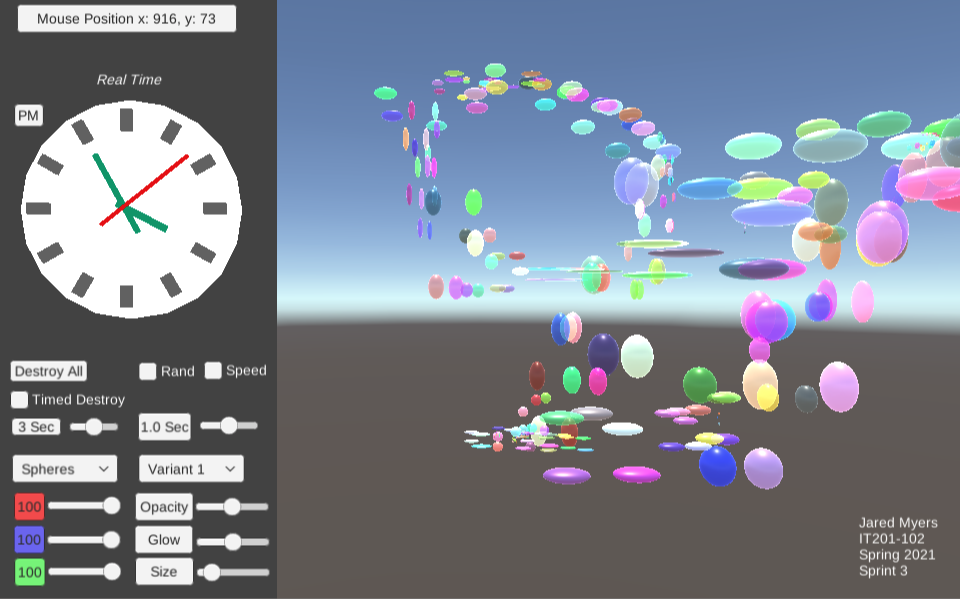 Mouse Position x: 916, y: 73
Real Time
PM
Destroy All
Rand
Speed
Timed Destroy
3 Sec
1.0 Sec
Spheres
Variant 1
100
Opacity
100
Glow
100
Size
Jared Myers
IT201-102
Spring 2021
Sprint 3